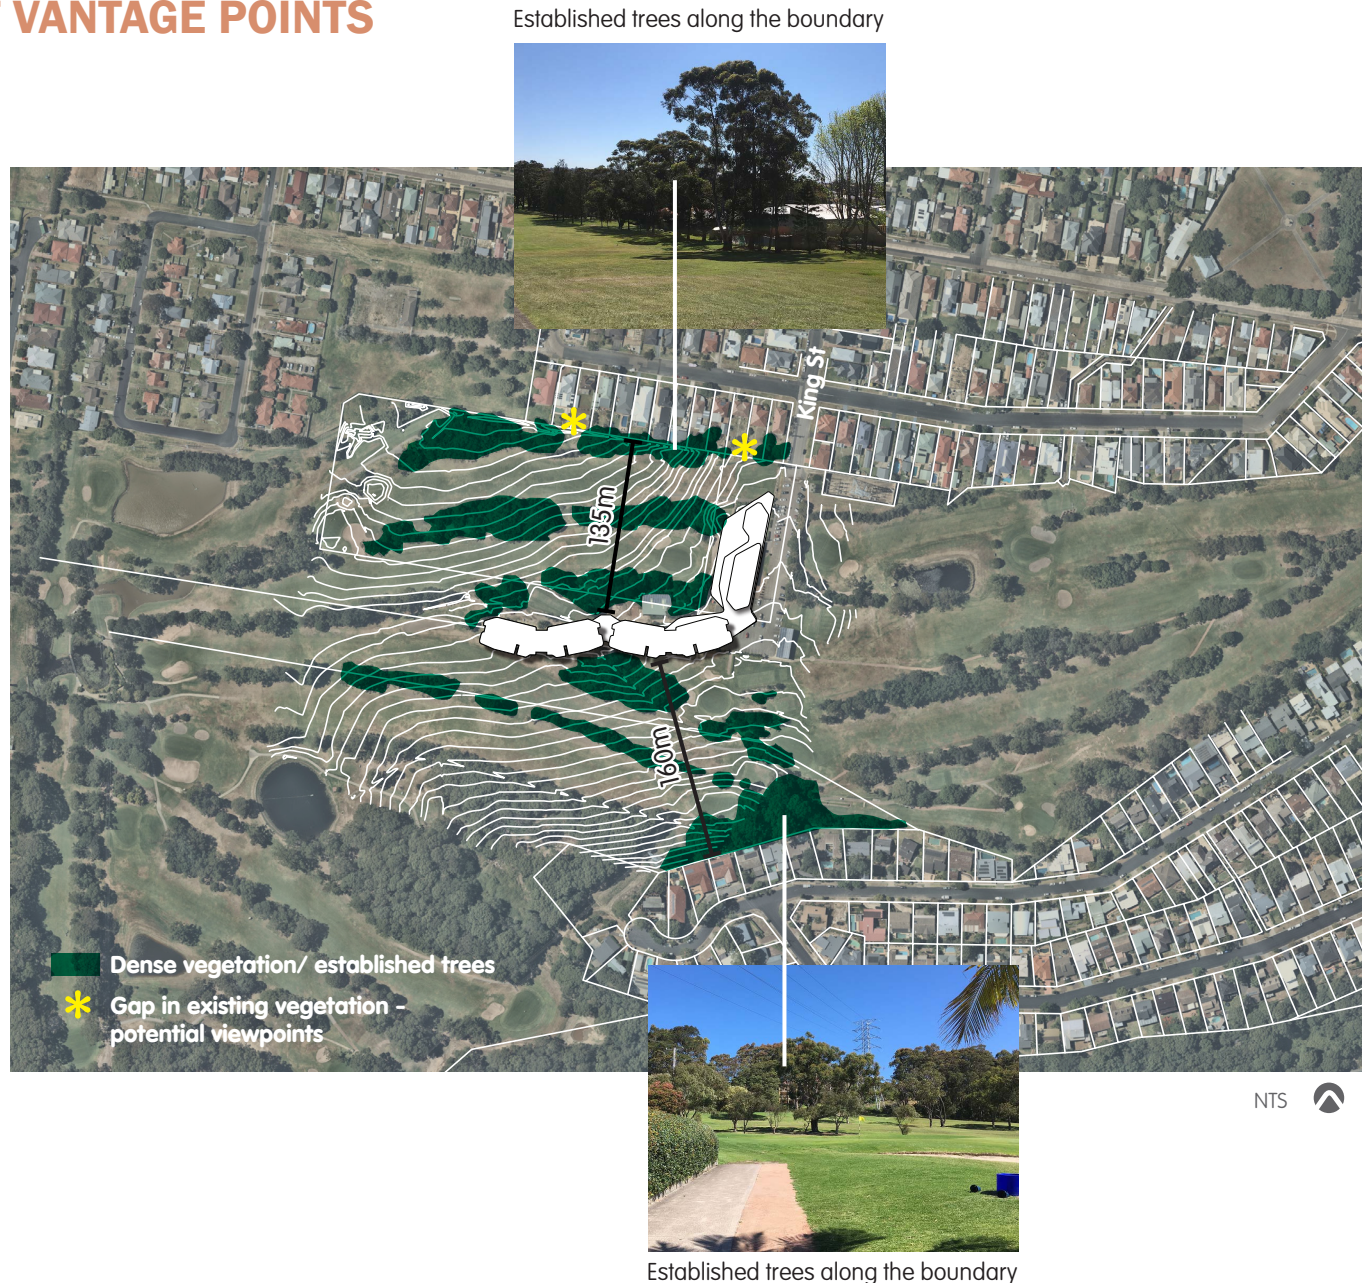 VANTAGE POINTS
Established trees along the boundary
King St
135m
160m
Dense vegetation/ established trees
Gap in existing vegetation -
potential viewpoints
NTS
Established trees along the boundary